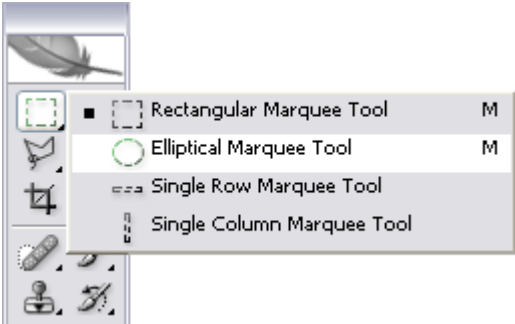 Rectangular Marquee Tool M
Elliptical Marquee Tool M
Single Row Marquee Tool
Single Column Marquee Tool